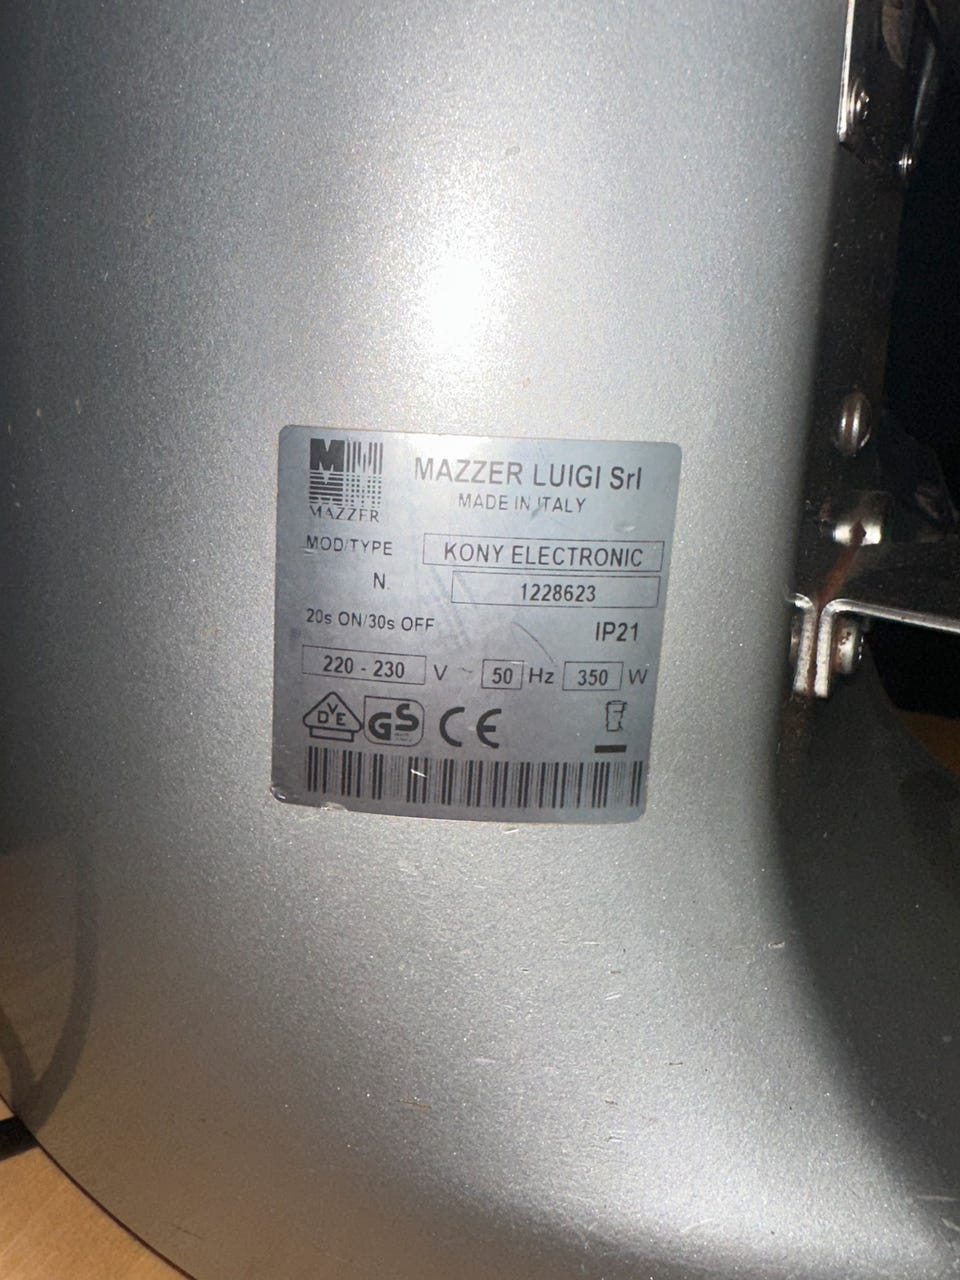 MAZZER
MAZZER LUIGI Srl
MADE IN ITALY
MOD/TYPE KONY ELECTRONIC
N. 1228623
20s ON/30s OFF IP21
220 - 230 V ~ 50 Hz 350 W
DVE GS CE